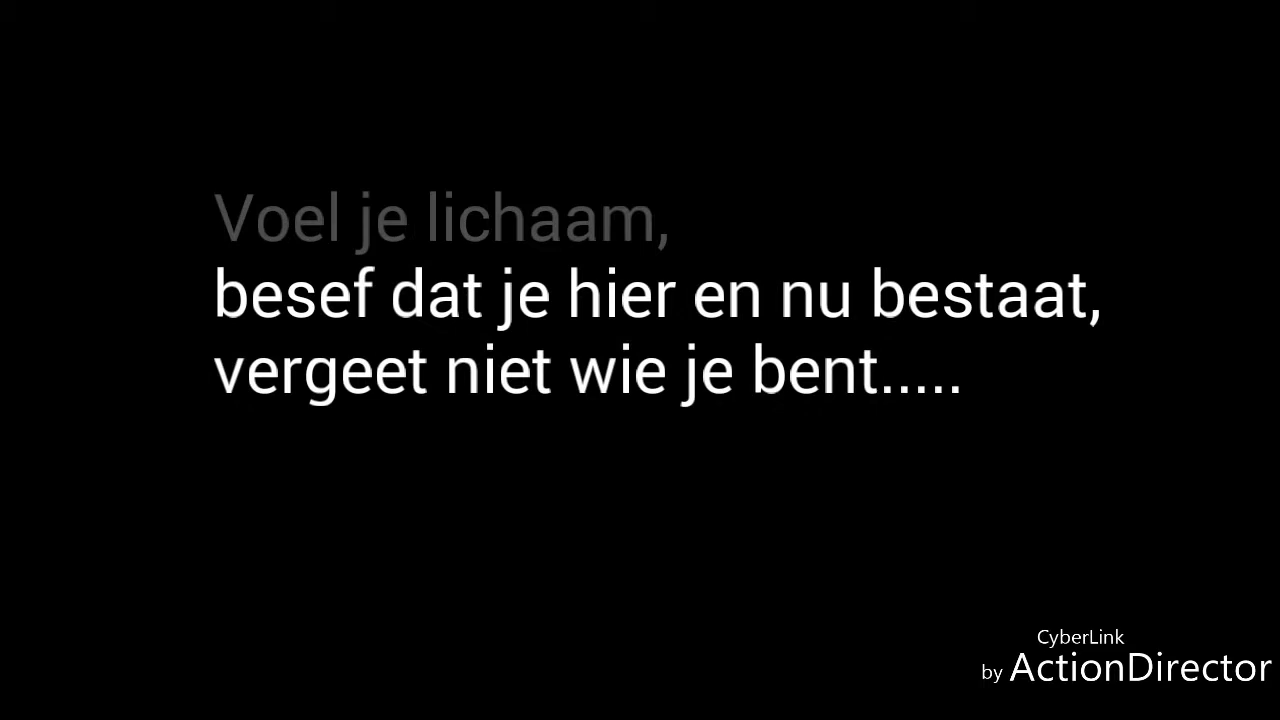 Voel je lichaam,
besef dat je hier en nu bestaat,
vergeet niet wie je bent.....
CyberLink
by ActionDirector